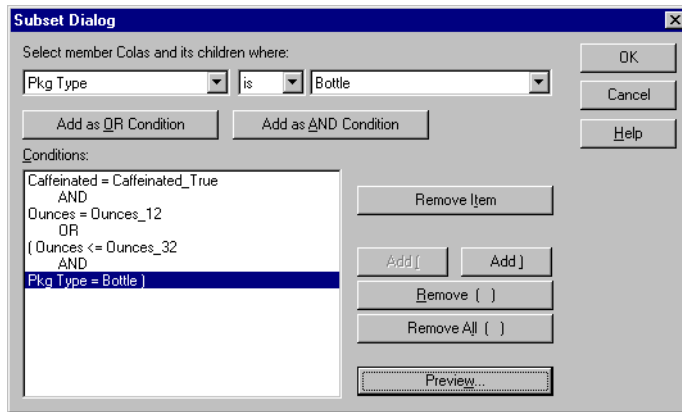 Subset Dialog
Select member Colas and its children where:
Pkg Type is Bottle
Add as OR Condition Add as AND Condition
Conditions:
Caffeinated = Caffeinated_True
AND
Ounces = Ounces_12
OR
( Ounces <= Ounces_32
AND
Pkg Type = Bottle )
OK
Cancel
Help
Remove Item
Add ( Add )
Remove ( )
Remove All ( )
Preview...